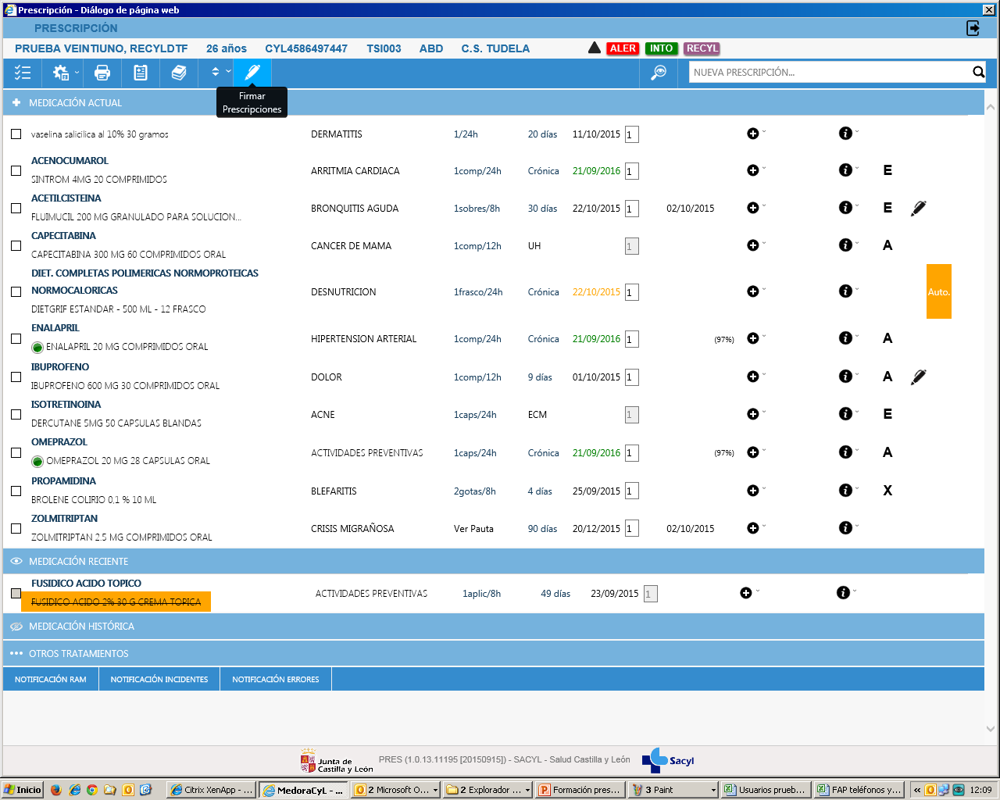 Prescripción - Diálogo de página web
PRESCRIPCIÓN
PRUEBA VEINTIUNO, RECYLDTF 26 años CYL4586497447 TSI003 ABD C.S. TUDELA ALER INTO RECYL
NUEVA PRESCRIPCIÓN...
Firmar
Prescripciones
MEDICACIÓN ACTUAL
vaselina salicilica al 10% 30 gramos DERMATITIS 1/24h 20 días 11/10/2015 1
ACENOCUMAROL
SINTROM 4MG 20 COMPRIMIDOS ARRITMIA CARDIACA 1comp/24h Crónica 21/09/2016 1 E
ACETILCISTEINA
FLUIMUCIL 200 MG GRANULADO PARA SOLUCION... BRONQUITIS AGUDA 1sobres/8h 30 días 22/10/2015 1 02/10/2015 E
CAPECITABINA
CAPECITABINA 300 MG 60 COMPRIMIDOS ORAL CANCER DE MAMA 1comp/12h UH 1 A
DIET. COMPLETAS POLIMERICAS NORMOPROTEICAS
NORMOCALORICAS DESNUTRICION 1frasco/24h Crónica 22/10/2015 1 Auto.
DIETGRIF ESTANDAR - 500 ML - 12 FRASCO
ENALAPRIL
ENALAPRIL 20 MG COMPRIMIDOS ORAL HIPERTENSION ARTERIAL 1comp/24h Crónica 21/09/2016 1 (97%) A
IBUPROFENO
IBUPROFENO 600 MG 30 COMPRIMIDOS ORAL DOLOR 1comp/12h 9 días 01/10/2015 1 A
ISOTRETINOINA
DERCUTANE 5MG 50 CAPSULAS BLANDAS ACNE 1caps/24h ECM 1 E
OMEPRAZOL
OMEPRAZOL 20 MG 28 CAPSULAS ORAL ACTIVIDADES PREVENTIVAS 1caps/24h Crónica 21/09/2016 1 (97%) A
PROPAMIDINA
BROLENE COLIRIO 0,1 % 10 ML BLEFARITIS 2gotas/8h 4 días 25/09/2015 1 X
ZOLMITRIPTAN
ZOLMITRIPTAN 2.5 MG COMPRIMIDOS ORAL CRISIS MIGRAÑOSA Ver Pauta 90 días 20/12/2015 1 02/10/2015
MEDICACIÓN RECIENTE
FUSIDICO ACIDO TOPICO
FUSIDICO ACIDO 2% 30 G CREMA TOPICA ACTIVIDADES PREVENTIVAS 1aplic/8h 49 días 23/09/2015 1
MEDICACIÓN HISTÓRICA
OTROS TRATAMIENTOS
NOTIFICACIÓN RAM NOTIFICACIÓN INCIDENTES NOTIFICACIÓN ERRORES
Junta de
Castilla y León
PRES (1.0.13.11195 [20150915]) - SACYL - Salud Castilla y León
Sacyl
Inicio Citrix XenApp - ... MedoraCyL - ... 2 Microsoft O... 2 Explorador ... Formación pres... 3 Paint Usuarios prueb... FAP teléfonos y... « 12:09